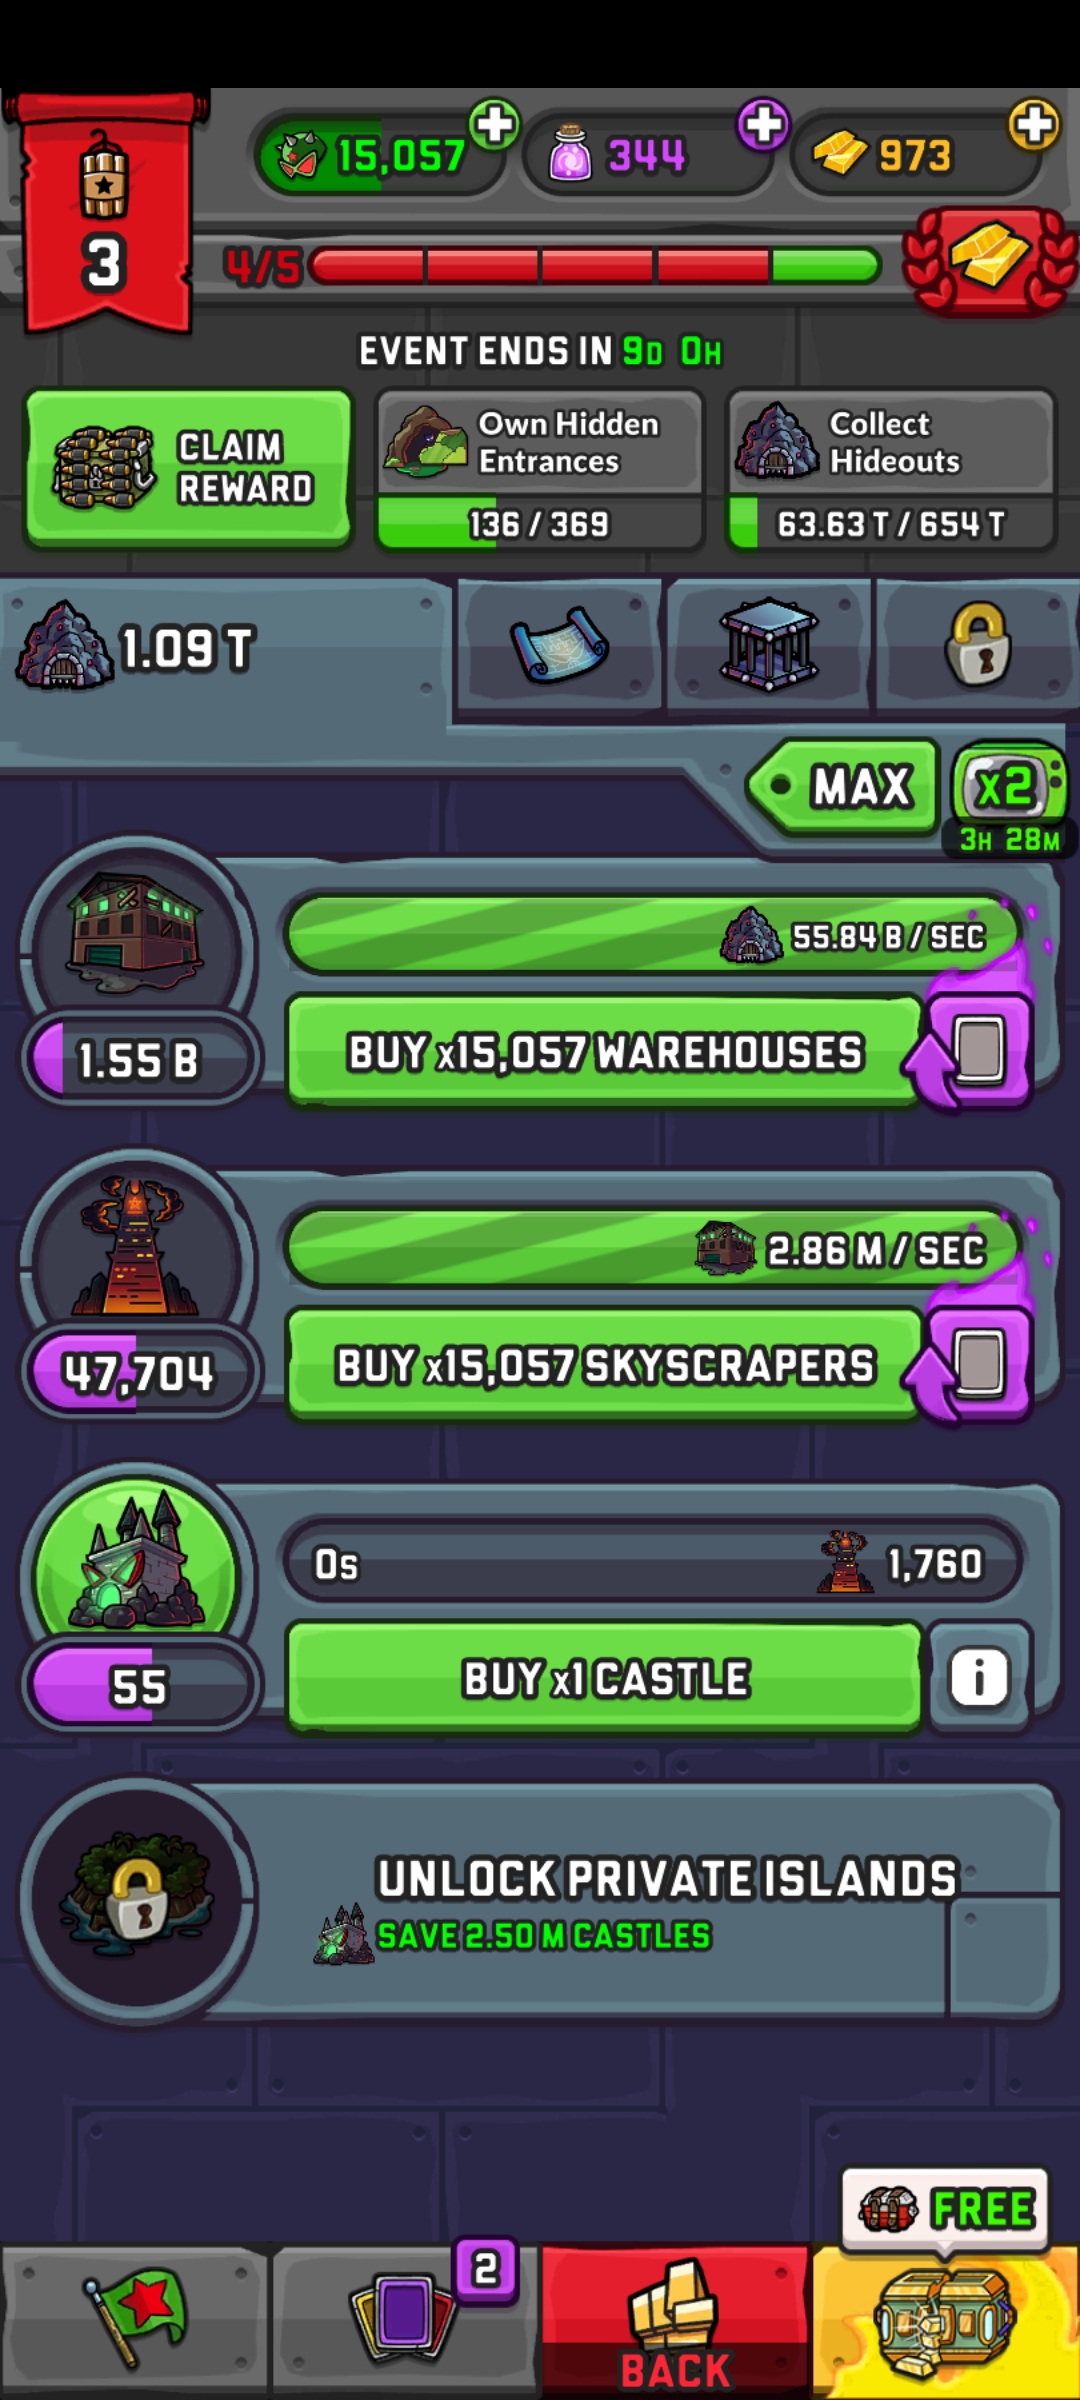 15,057
344
973
3
4/5
EVENT ENDS IN 9D 0H
CLAIM
REWARD
Own Hidden
Entrances
136 / 369
Collect
Hideouts
63.63 T / 654 T
1.09 T
MAX
x2
3H 28M
55.84 B / SEC
1.55 B
BUY x15,057 WAREHOUSES
2.86 M / SEC
47,704
BUY x15,057 SKYSCRAPERS
0s
1,760
55
BUY x1 CASTLE
i
UNLOCK PRIVATE ISLANDS
SAVE 2.50 M CASTLES
FREE
2
BACK